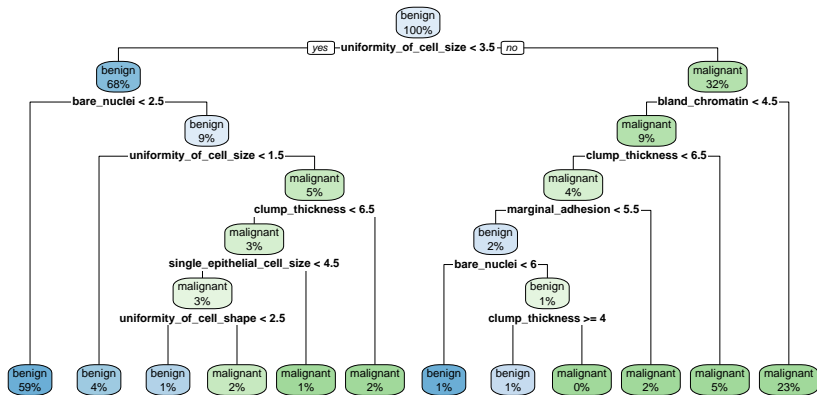 benign
100%
yes uniformity_of_cell_size < 3.5 no
benign
68%
malignant
32%
bare_nuclei < 2.5
bland_chromatin < 4.5
benign
9%
malignant
9%
uniformity_of_cell_size < 1.5
clump_thickness < 6.5
malignant
5%
malignant
4%
clump_thickness < 6.5
marginal_adhesion < 5.5
malignant
3%
benign
2%
single_epithelial_cell_size < 4.5
bare_nuclei < 6
malignant
3%
benign
1%
uniformity_of_cell_shape < 2.5
clump_thickness >= 4
benign
59%
benign
4%
benign
1%
malignant
2%
malignant
1%
malignant
2%
benign
1%
benign
1%
malignant
0%
malignant
2%
malignant
5%
malignant
23%